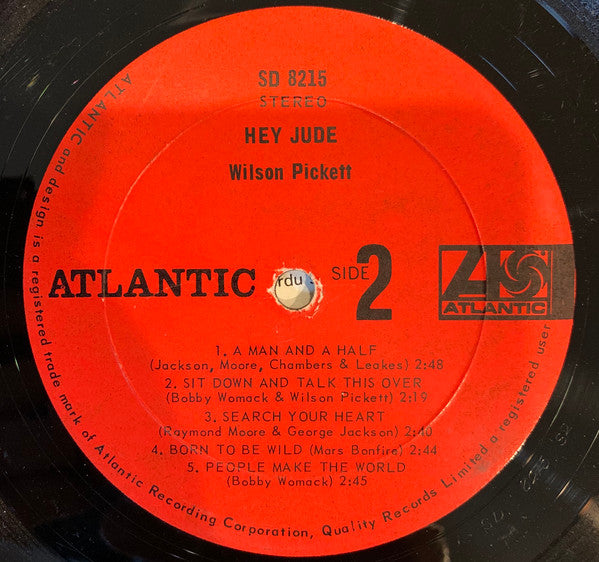 SD 8215
STEREO
HEY JUDE
Wilson Pickett
ATLANTIC
rdu
SIDE 2
ATLANTIC
1. A MAN AND A HALF
(Jackson, Moore, Chambers & Leakes) 2:48
2. SIT DOWN AND TALK THIS OVER
(Bobby Womack & Wilson Pickett) 2:19
3. SEARCH YOUR HEART
(Raymond Moore & George Jackson) 2:40
4. BORN TO BE WILD (Mars Bonfire) 2:44
5. PEOPLE MAKE THE WORLD
(Bobby Womack) 2:45
ATLANTIC and design is a registered trade mark of Atlantic Recording Corporation, Quality Records Limited a registered user